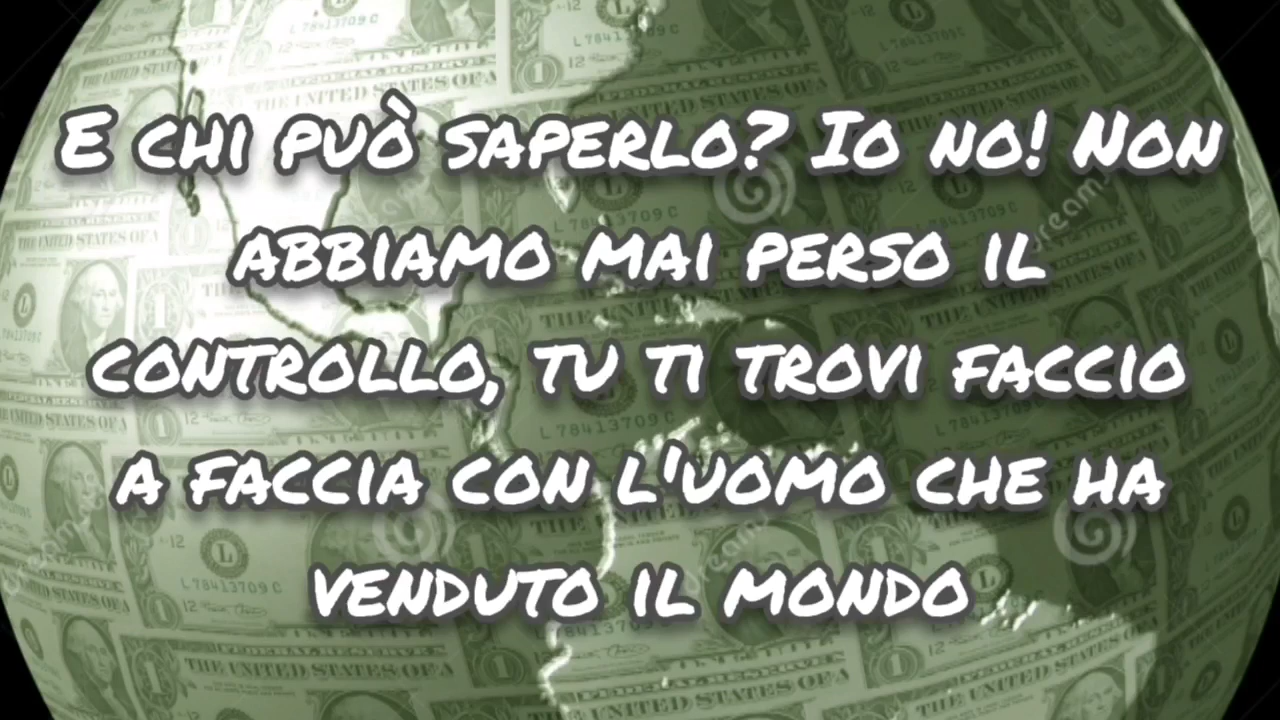 E chi può saperlo? Io no! Non
abbiamo mai perso il
controllo, tu ti trovi faccio
a faccia con l'uomo che ha
venduto il mondo